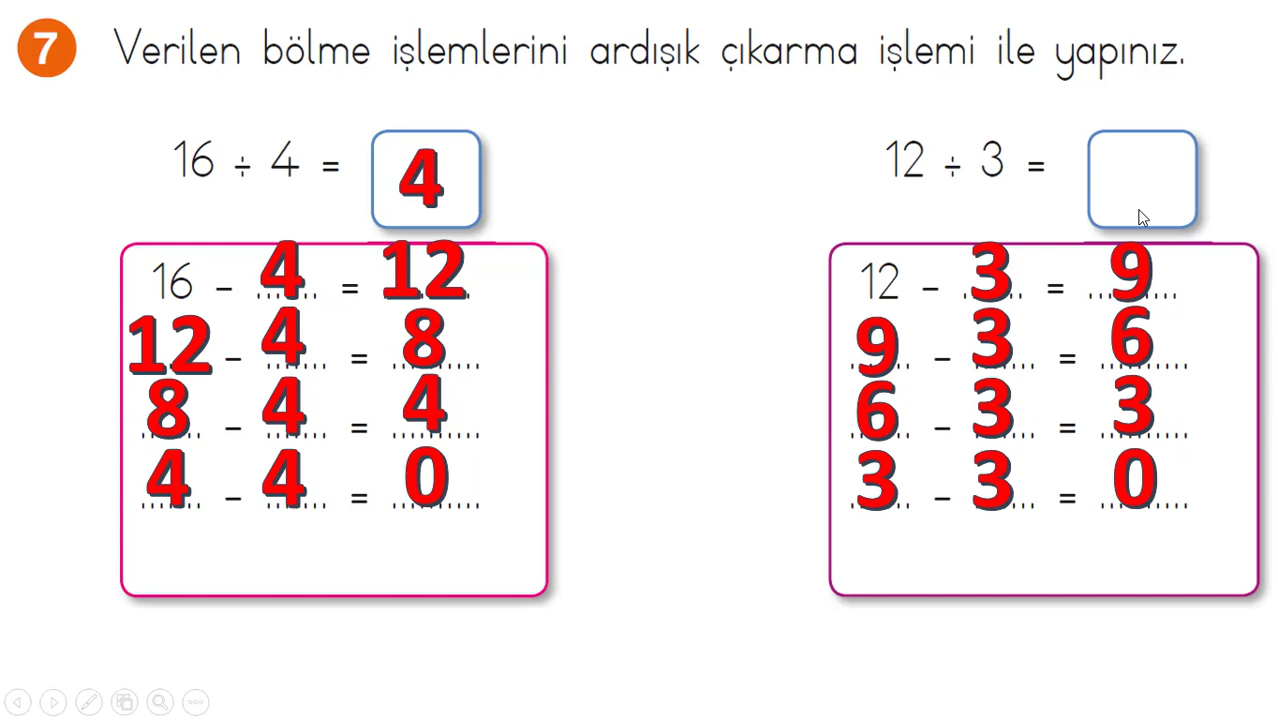 7 Verilen bölme işlemlerini ardışık çıkarma işlemi ile yapınız.
16 ÷ 4 = 4
16 - 4 = 12
12 - 4 = 8
8 - 4 = 4
4 - 4 = 0
12 ÷ 3 =
12 - 3 = 9
9 - 3 = 6
6 - 3 = 3
3 - 3 = 0